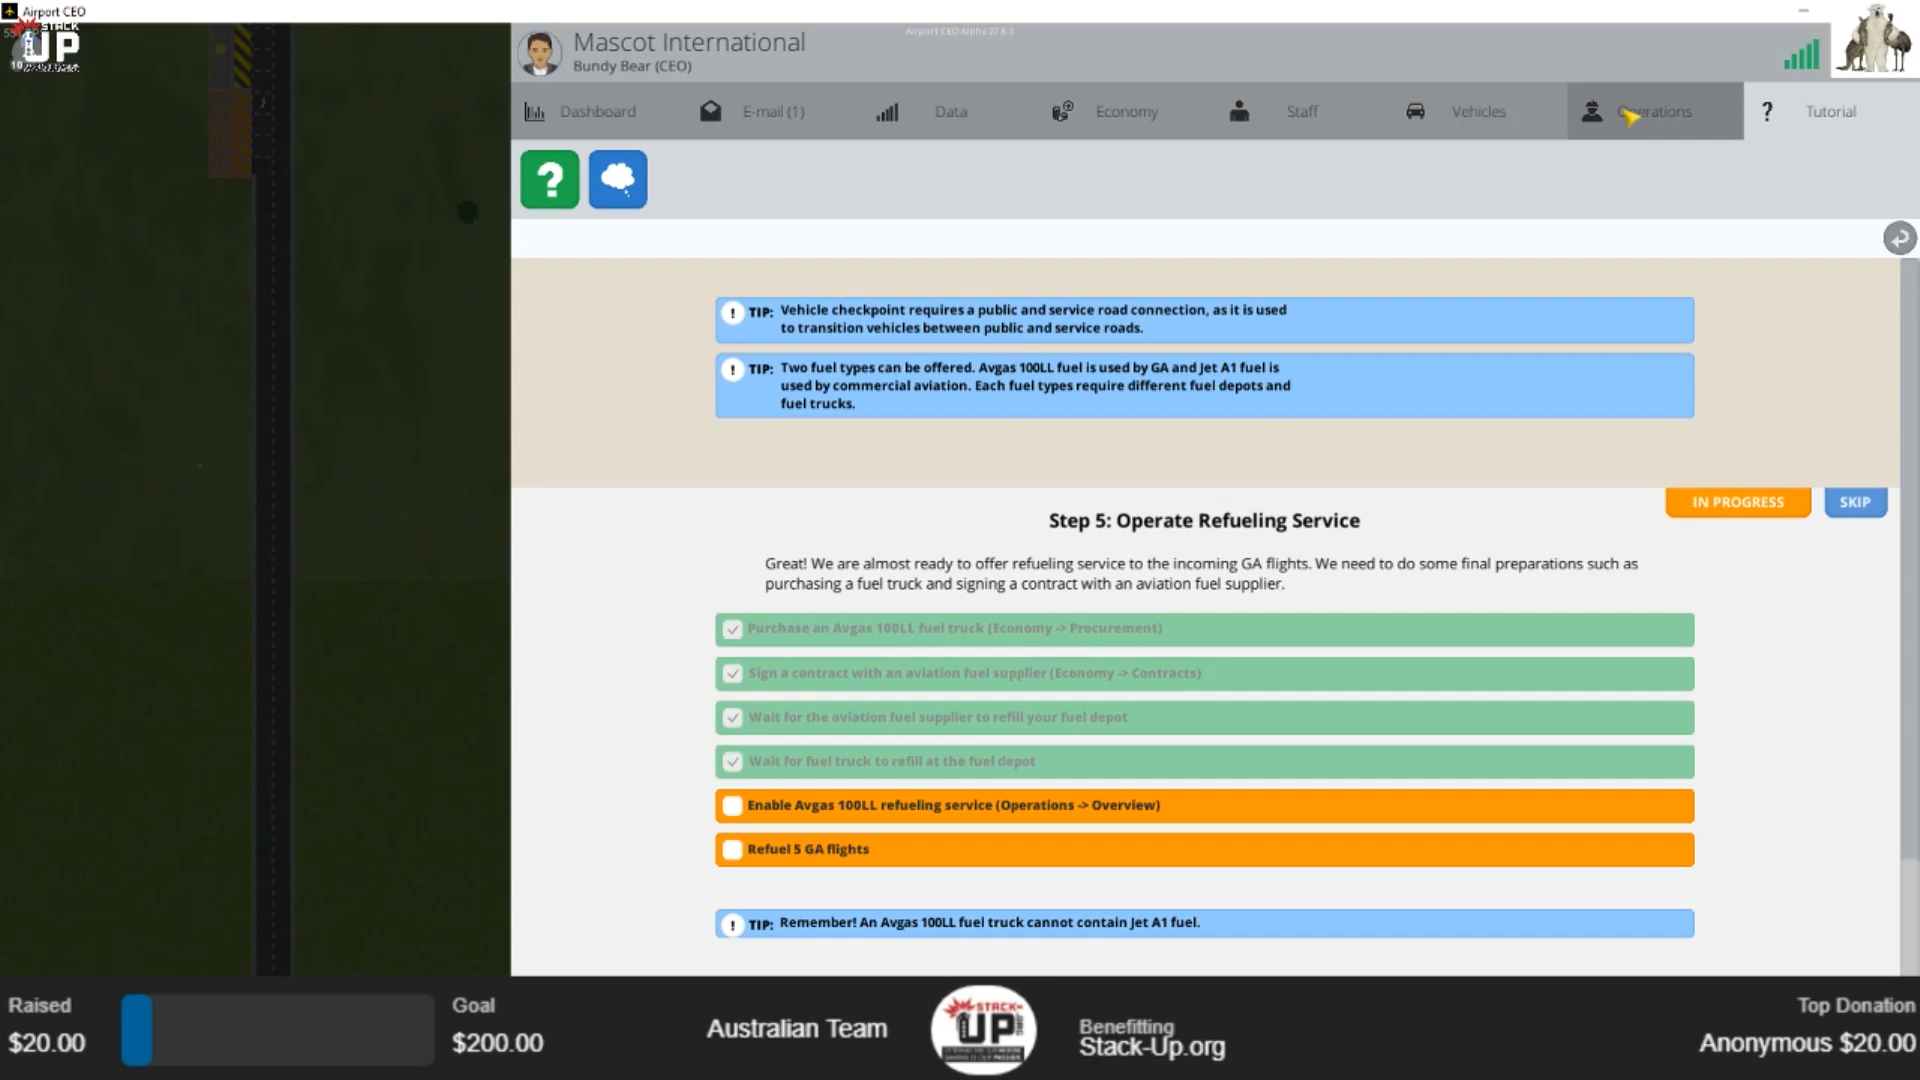 Airport CEO
STACK
UP
Airport CEO Alpha 27.8-3
Mascot International
Bundy Bear (CEO)
Dashboard
E-mail (1)
Data
Economy
Staff
Vehicles
Operations
Tutorial
TIP: Vehicle checkpoint requires a public and service road connection, as it is used
to transition vehicles between public and service roads.
TIP: Two fuel types can be offered. Avgas 100LL fuel is used by GA and Jet A1 fuel is
used by commercial aviation. Each fuel types require different fuel depots and
fuel trucks.
IN PROGRESS
SKIP
Step 5: Operate Refueling Service
Great! We are almost ready to offer refueling service to the incoming GA flights. We need to do some final preparations such as
purchasing a fuel truck and signing a contract with an aviation fuel supplier.
Purchase an Avgas 100LL fuel truck (Economy -> Procurement)
Sign a contract with an aviation fuel supplier (Economy -> Contracts)
Wait for the aviation fuel supplier to refill your fuel depot
Wait for fuel truck to refill at the fuel depot
Enable Avgas 100LL refueling service (Operations -> Overview)
Refuel 5 GA flights
TIP: Remember! An Avgas 100LL fuel truck cannot contain Jet A1 fuel.
Raised
$20.00
Goal
$200.00
Australian Team
STACK
UP
Benefitting
Stack-Up.org
Top Donation
Anonymous $20.00